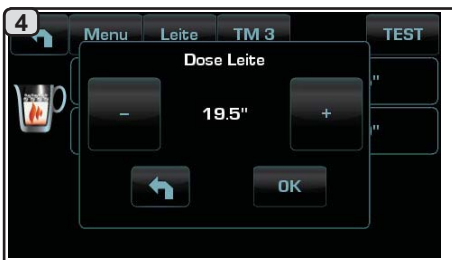 4
Menu Leite TM 3 TEST
Dose Leite
"
- 19.5" +
"
OK